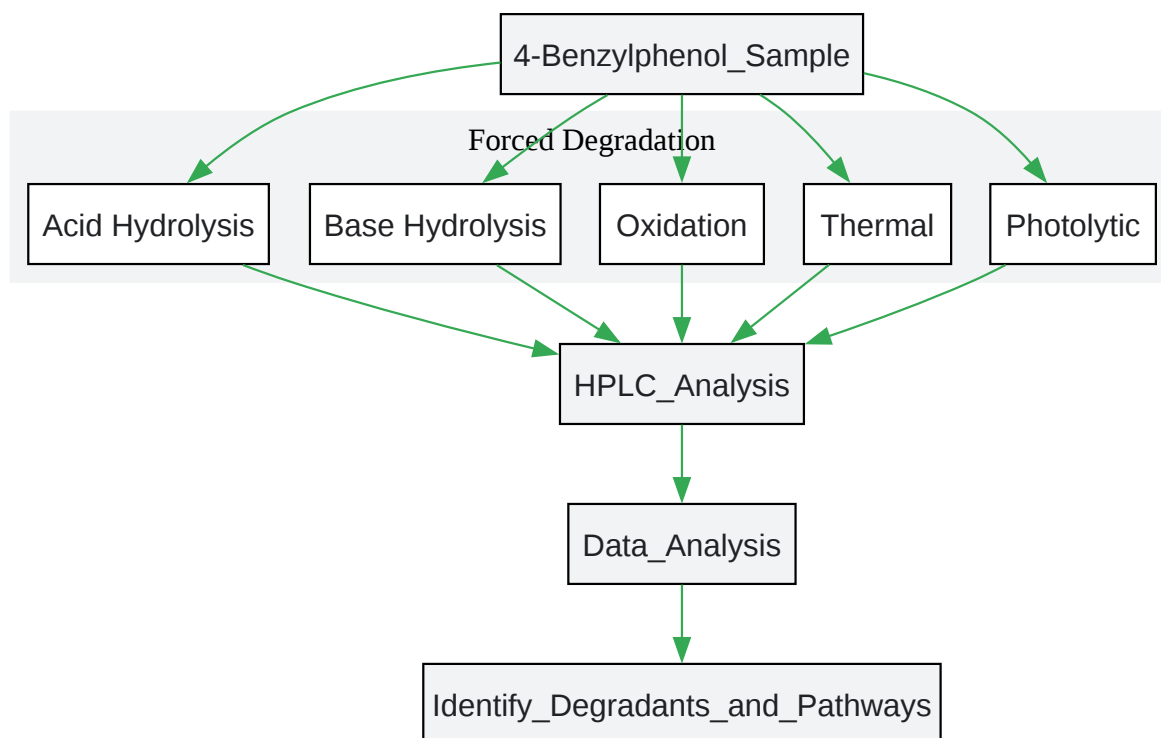 4-Benzylphenol_Sample
Forced Degradation
Acid Hydrolysis
Base Hydrolysis
Oxidation
Thermal
Photolytic
HPLC_Analysis
Data_Analysis
Identify_Degradants_and_Pathways